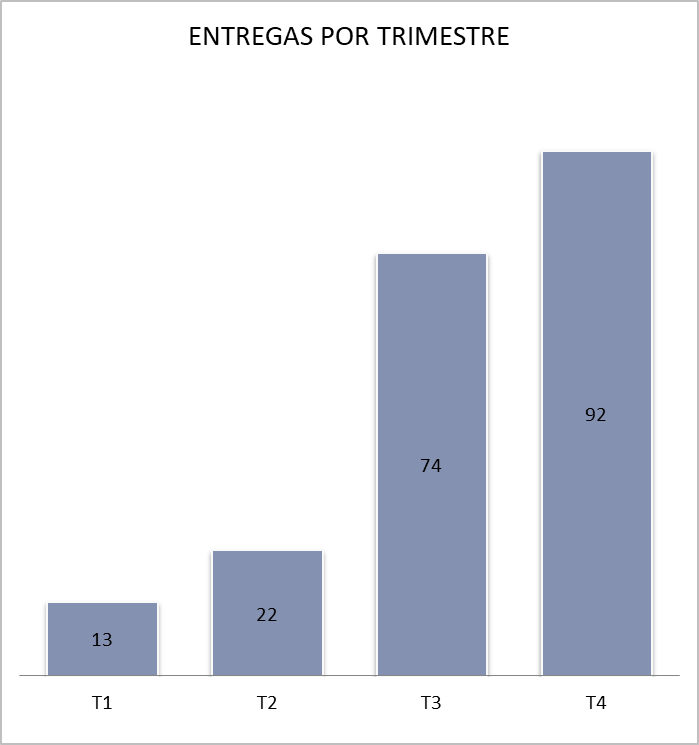 ENTREGAS POR TRIMESTRE
92
74
22
13
T1 T2 T3 T4